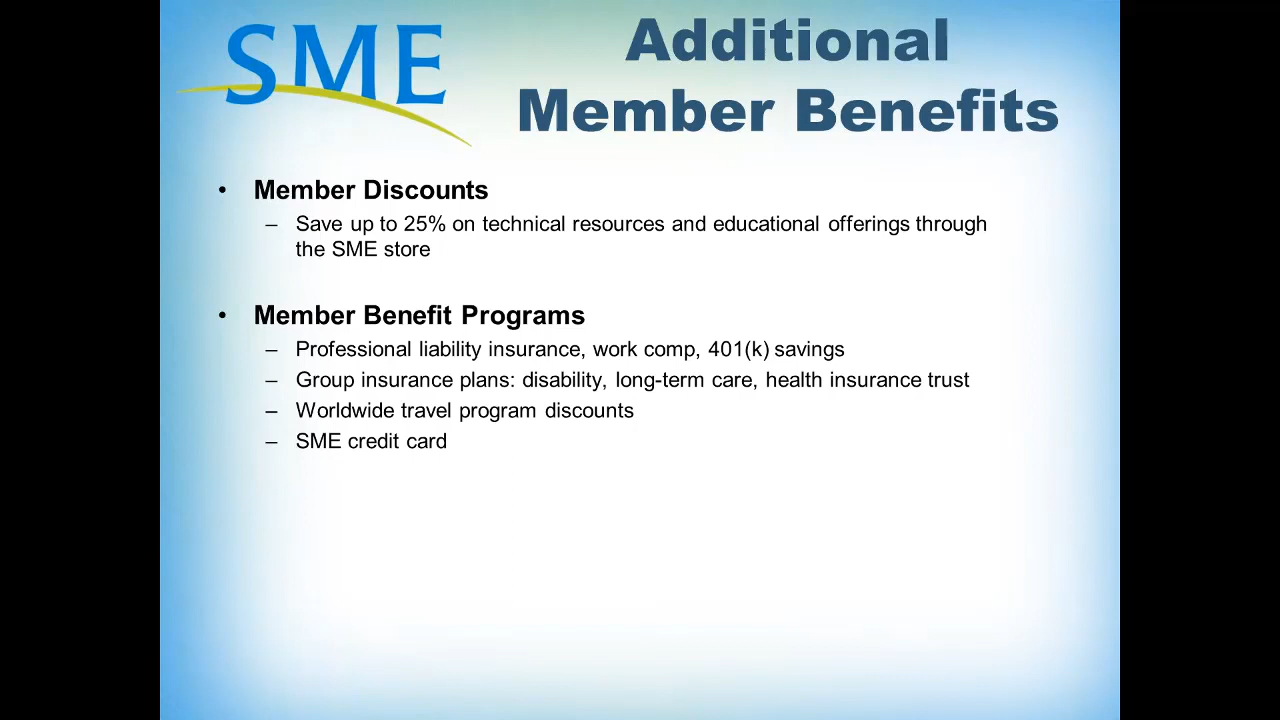 SME
Additional
Member Benefits
• Member Discounts
– Save up to 25% on technical resources and educational offerings through
the SME store
• Member Benefit Programs
– Professional liability insurance, work comp, 401(k) savings
– Group insurance plans: disability, long-term care, health insurance trust
– Worldwide travel program discounts
– SME credit card